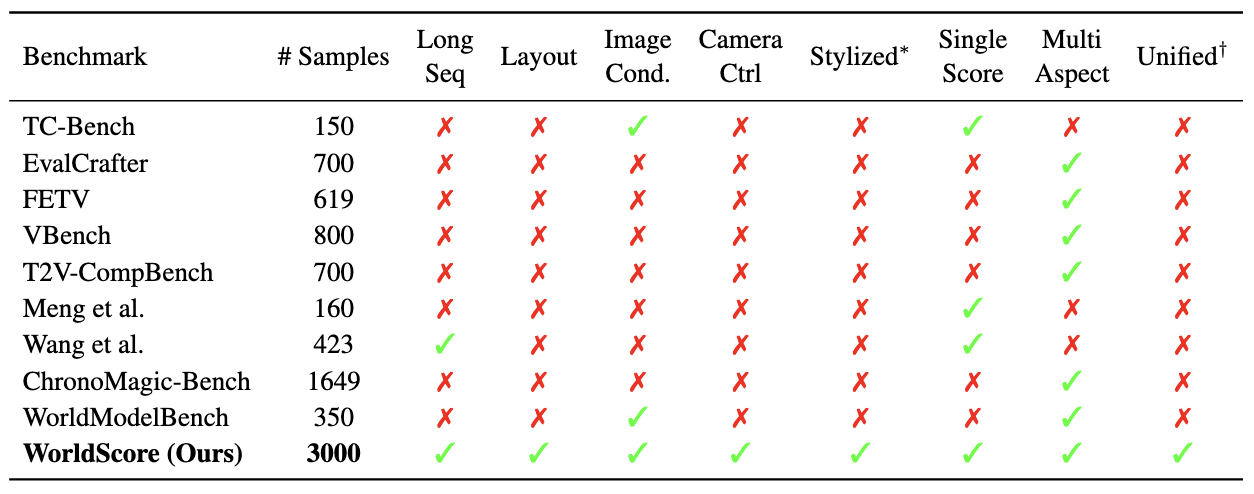 Benchmark # Samples Long Seq Layout Image Cond. Camera Ctrl Stylized* Single Score Multi Aspect Unified†
TC-Bench 150 ✗ ✗ ✓ ✗ ✗ ✓ ✗ ✗
EvalCrafter 700 ✗ ✗ ✗ ✗ ✗ ✗ ✓ ✗
FETV 619 ✗ ✗ ✗ ✗ ✗ ✗ ✓ ✗
VBench 800 ✗ ✗ ✗ ✗ ✗ ✗ ✓ ✗
T2V-CompBench 700 ✗ ✗ ✗ ✗ ✗ ✗ ✓ ✗
Meng et al. 160 ✗ ✗ ✗ ✗ ✗ ✓ ✗ ✗
Wang et al. 423 ✓ ✗ ✗ ✗ ✗ ✓ ✗ ✗
ChronoMagic-Bench 1649 ✗ ✗ ✗ ✗ ✗ ✗ ✓ ✗
WorldModelBench 350 ✗ ✗ ✓ ✗ ✗ ✗ ✓ ✗
WorldScore (Ours) 3000 ✓ ✓ ✓ ✓ ✓ ✓ ✓ ✓